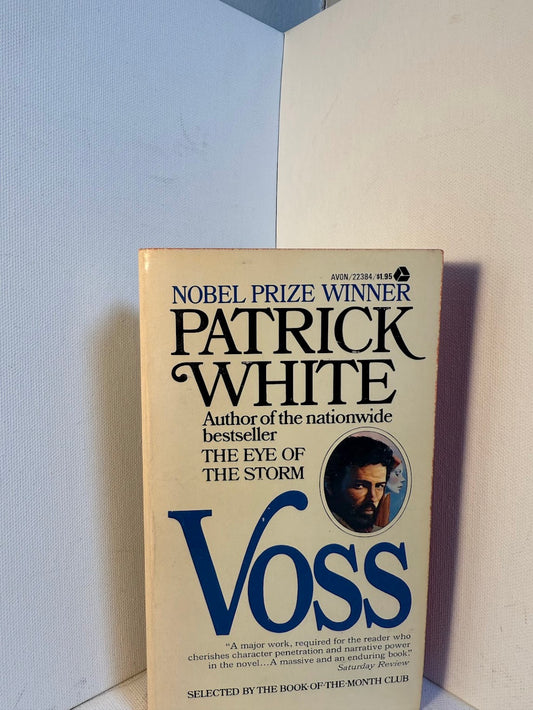 AVON/22384/$1.95
NOBEL PRIZE WINNER
PATRICK
WHITE
Author of the nationwide
bestseller
THE EYE OF
THE STORM
Voss
"A major work, required for the reader who
cherishes character penetration and narrative power
in the novel...A massive and an enduring book."
Saturday Review
SELECTED BY THE BOOK-OF-THE-MONTH CLUB